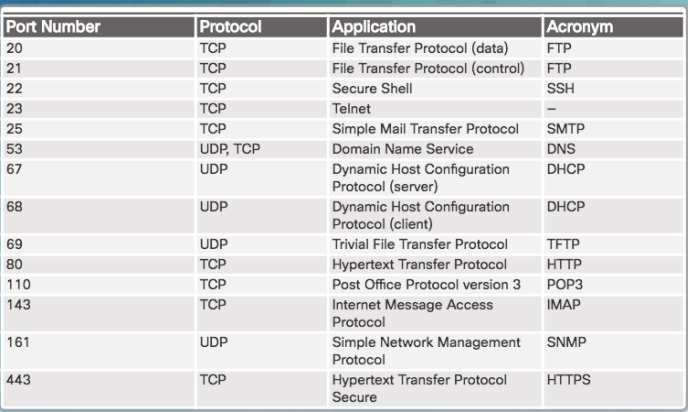 Port Number Protocol Application Acronym
20 TCP File Transfer Protocol (data) FTP
21 TCP File Transfer Protocol (control) FTP
22 TCP Secure Shell SSH
23 TCP Telnet –
25 TCP Simple Mail Transfer Protocol SMTP
53 UDP, TCP Domain Name Service DNS
67 UDP Dynamic Host Configuration DHCP
Protocol (server)
68 UDP Dynamic Host Configuration DHCP
Protocol (client)
69 UDP Trivial File Transfer Protocol TFTP
80 TCP Hypertext Transfer Protocol HTTP
110 TCP Post Office Protocol version 3 POP3
143 TCP Internet Message Access IMAP
Protocol
161 UDP Simple Network Management SNMP
Protocol
443 TCP Hypertext Transfer Protocol HTTPS
Secure